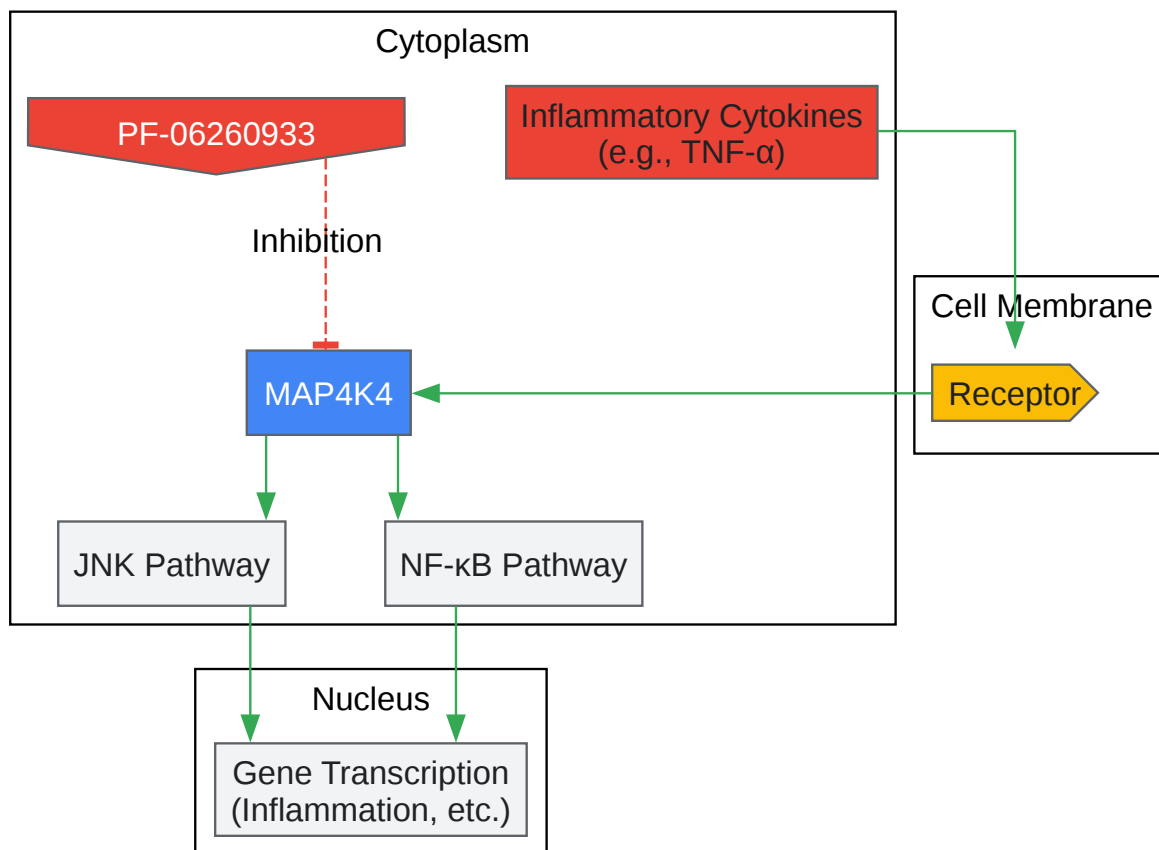 Cytoplasm
PF-06260933
Inflammatory Cytokines
(e.g., TNF-α)
Inhibition
Cell Membrane
MAP4K4
Receptor
JNK Pathway
NF-κB Pathway
Nucleus
Gene Transcription
(Inflammation, etc.)